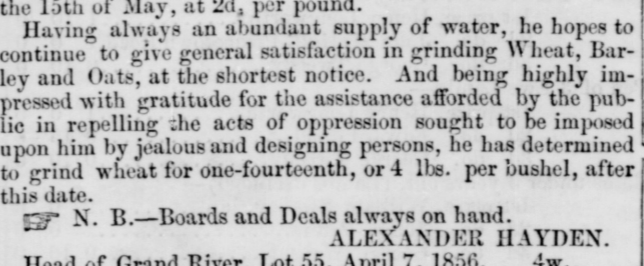 the 15th of May, at 2d. per pound.
Having always an abundant supply of water, he hopes to
continue to give general satisfaction in grinding Wheat, Bar-
ley and Oats, at the shortest notice. And being highly im-
pressed with gratitude for the assistance afforded by the pub-
lic in repelling the acts of oppression sought to be imposed
upon him by jealous and designing persons, he has determined
to grind wheat for one-fourteenth, or 4 lbs. per bushel, after
this date.
☞ N. B.—Boards and Deals always on hand.
ALEXANDER HAYDEN.
Head of Grand River, Lot 55, April 7, 1856. 4w.